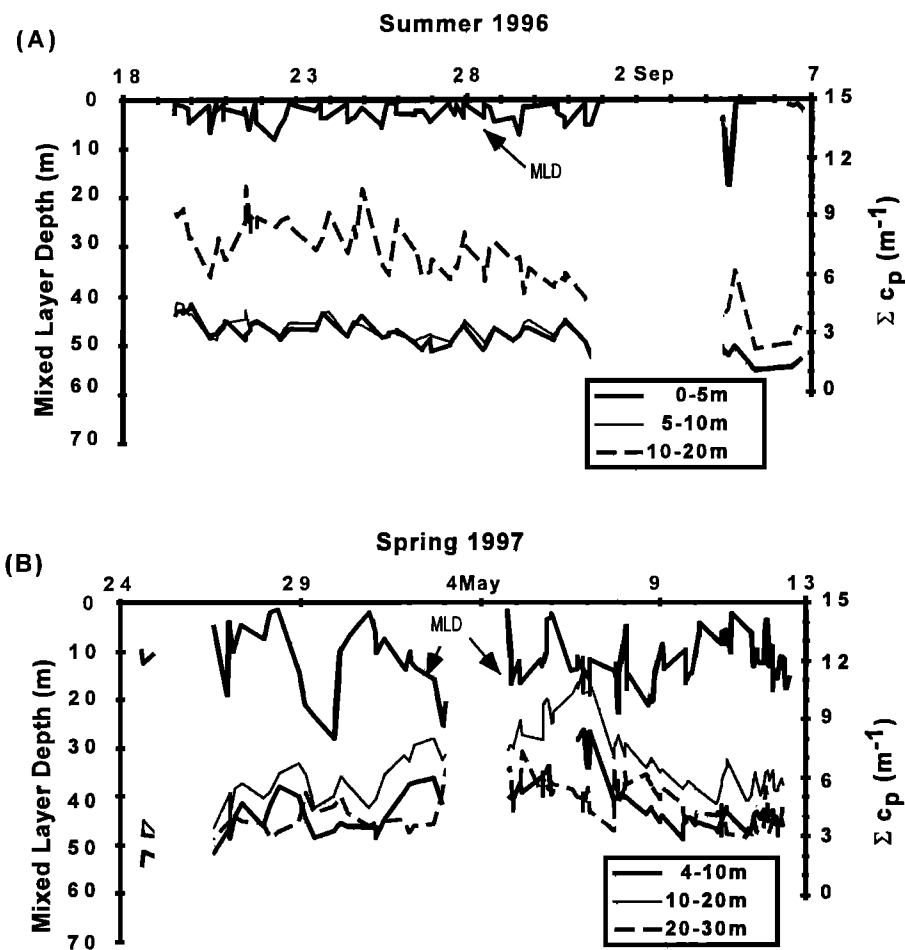 (A)
Summer 1996
18 23 28 2 Sep 7
0 10 20 30 40 50 60 70
Mixed Layer Depth (m)
15 12 9 6 3 0
Σ cp (m-1)
MLD
0-5m
5-10m
10-20m
(B)
Spring 1997
24 29 4May 9 13
0 10 20 30 40 50 60 70
Mixed Layer Depth (m)
15 12 9 6 3 0
Σ cp (m-1)
MLD
4-10m
10-20m
20-30m